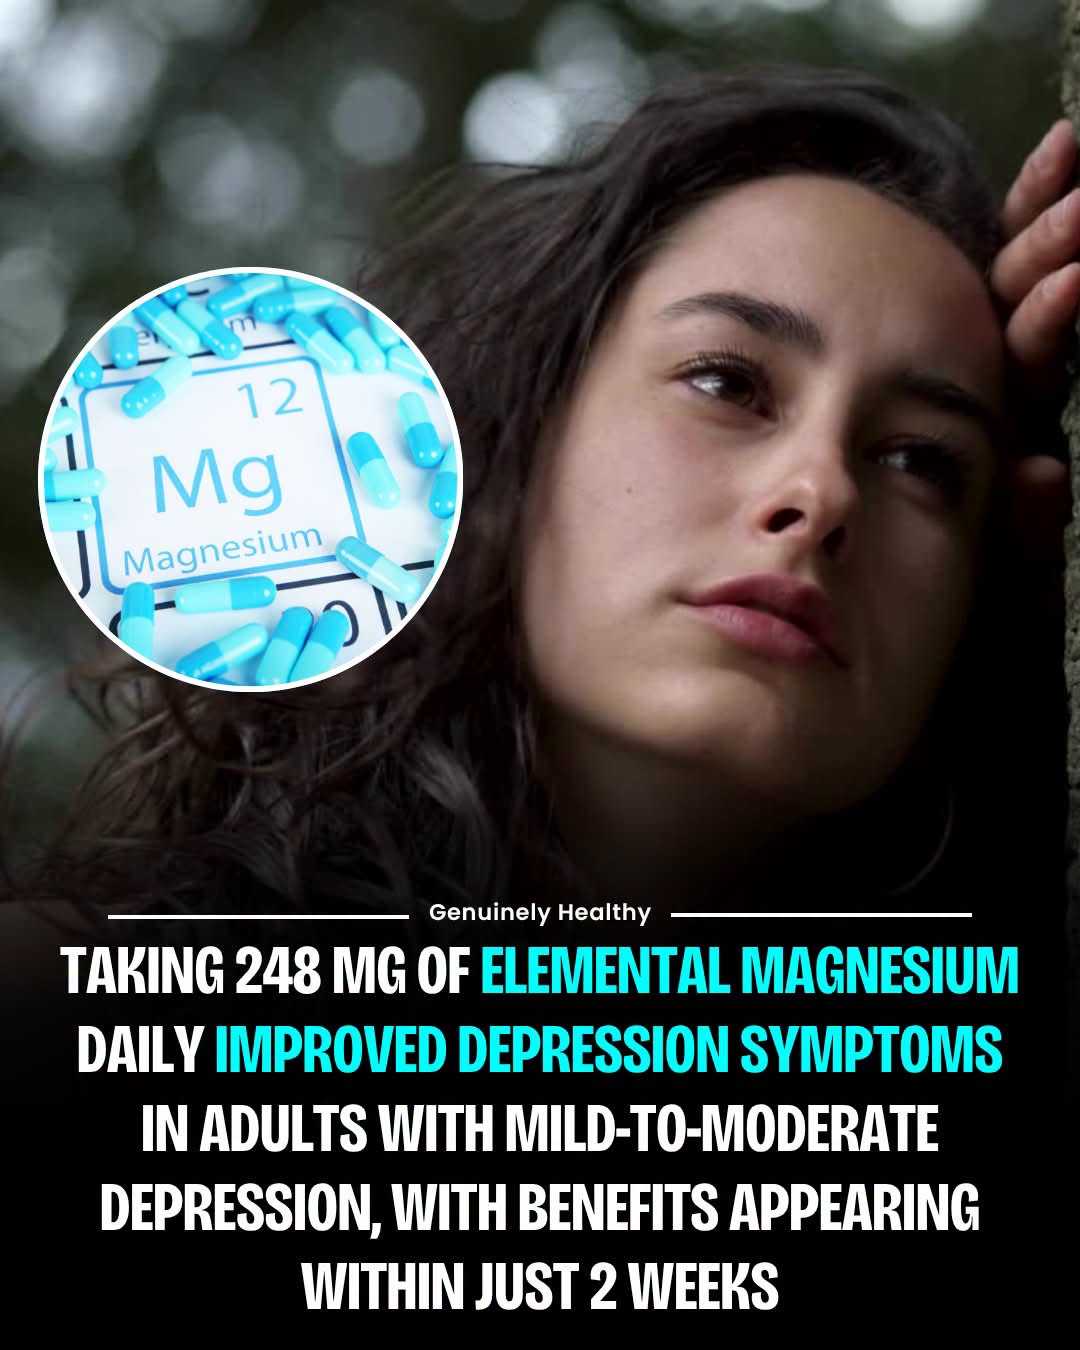 12
Mg
Magnesium
Genuinely Healthy
TAKING 248 MG OF ELEMENTAL MAGNESIUM
DAILY IMPROVED DEPRESSION SYMPTOMS
IN ADULTS WITH MILD-TO-MODERATE
DEPRESSION, WITH BENEFITS APPEARING
WITHIN JUST 2 WEEKS